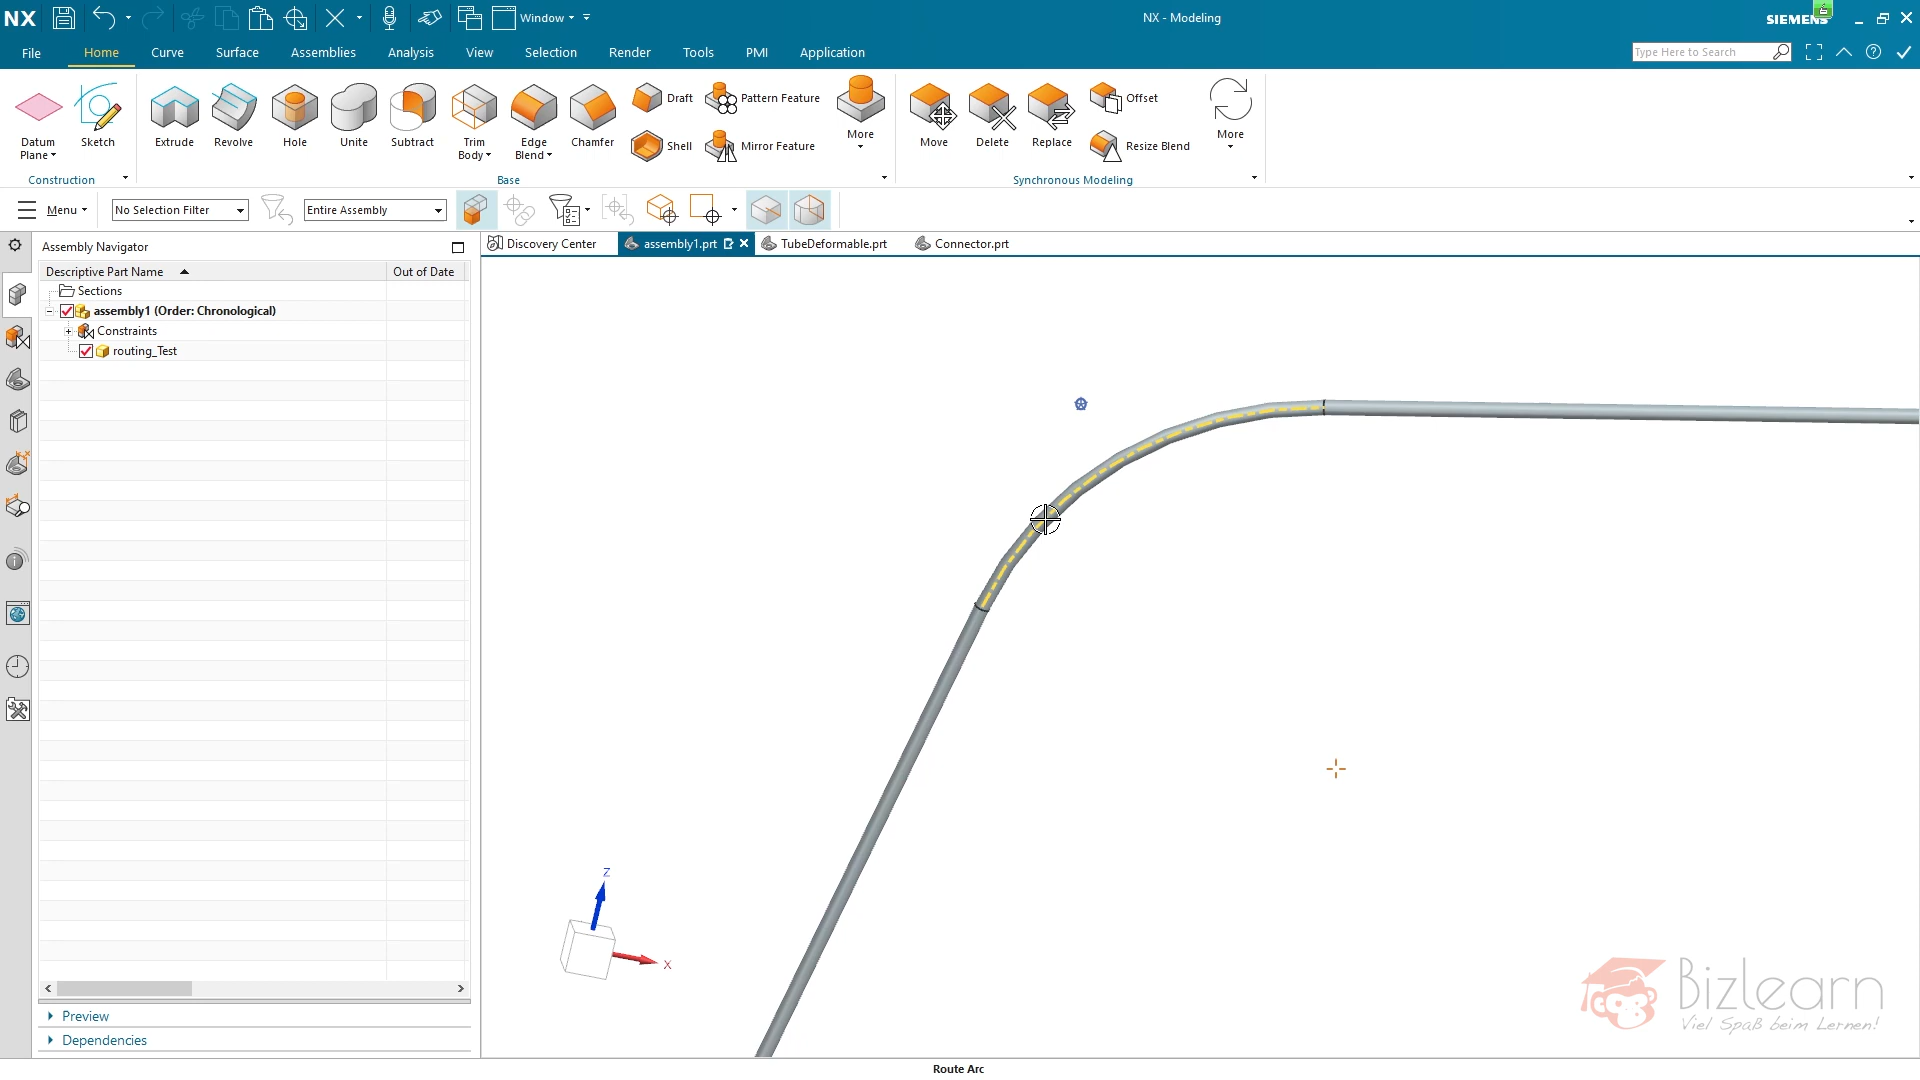 NX
Window
NX - Modeling
SIEMENS
File
Home
Curve
Surface
Assemblies
Analysis
View
Selection
Render
Tools
PMI
Application
Type Here to Search
Datum
Plane
Sketch
Extrude
Revolve
Hole
Unite
Subtract
Trim
Body
Edge
Blend
Chamfer
Draft
Shell
Pattern Feature
Mirror Feature
More
Move
Delete
Replace
Offset
Resize Blend
More
Construction
Base
Synchronous Modeling
Menu
No Selection Filter
Entire Assembly
Assembly Navigator
Discovery Center
assembly1.prt
TubeDeformable.prt
Connector.prt
Descriptive Part Name
Out of Date
Sections
assembly1 (Order: Chronological)
Constraints
routing_Test
Z
X
Bizlearn
Viel Spaß beim Lernen!
Preview
Dependencies
Route Arc